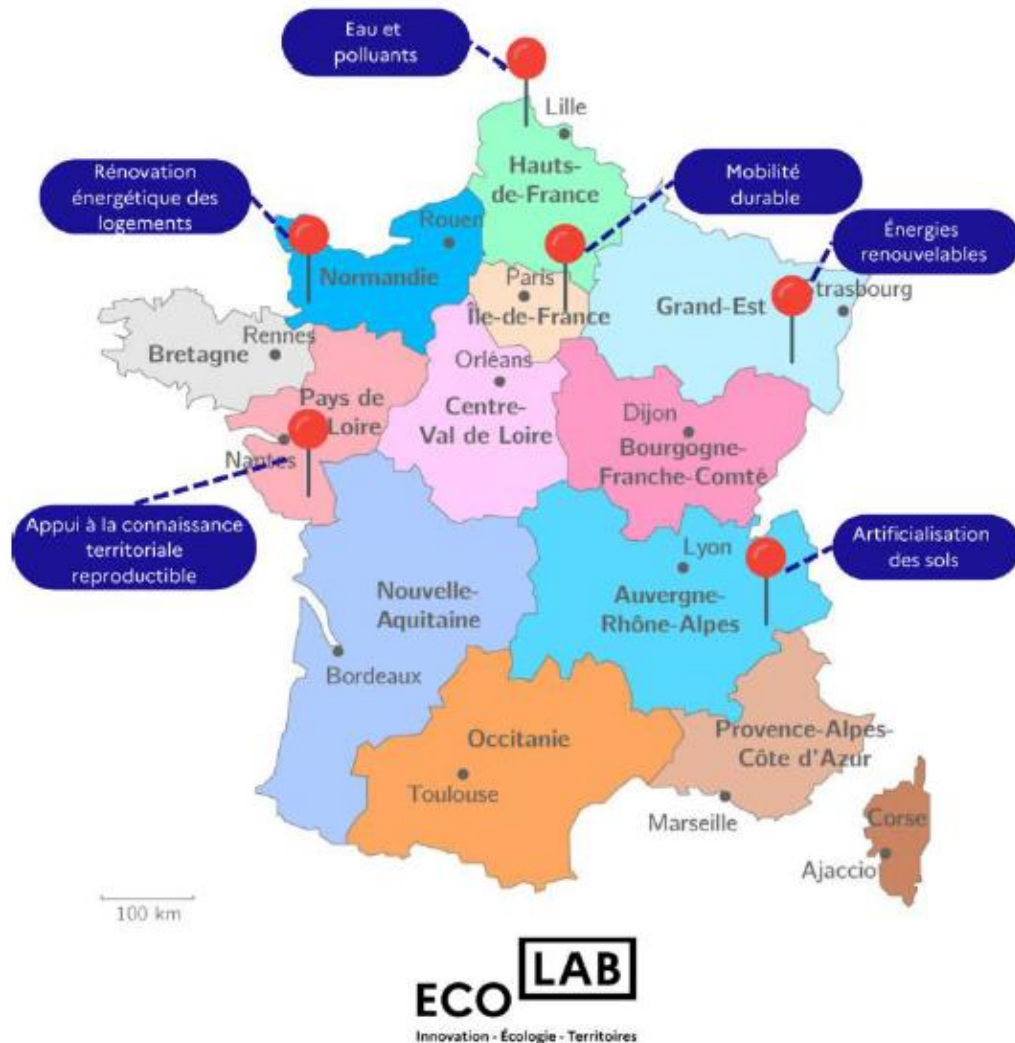 Eau et
polluants
Lille
Hauts-
de-France
Rénovation
énergétique des
logements
Mobilité
durable
Rouen
Énergies
renouvelables
Normandie
Paris
Île-de-France
Grand-Est
trasbourg
Rennes
Bretagne
Orléans
Pays de
Loire
Centre-
Val de Loire
Dijon
Bourgogne-
Franche-Comté
Nantes
Appui à la connaissance
territoriale
reproductible
Lyon
Artificialisation
des sols
Nouvelle-
Aquitaine
Auvergne-
Rhône-Alpes
Bordeaux
Occitanie
Provence-Alpes-
Côte d'Azur
Toulouse
Marseille
Corse
Ajaccio
100 km
ECO LAB
Innovation - Écologie - Territoires